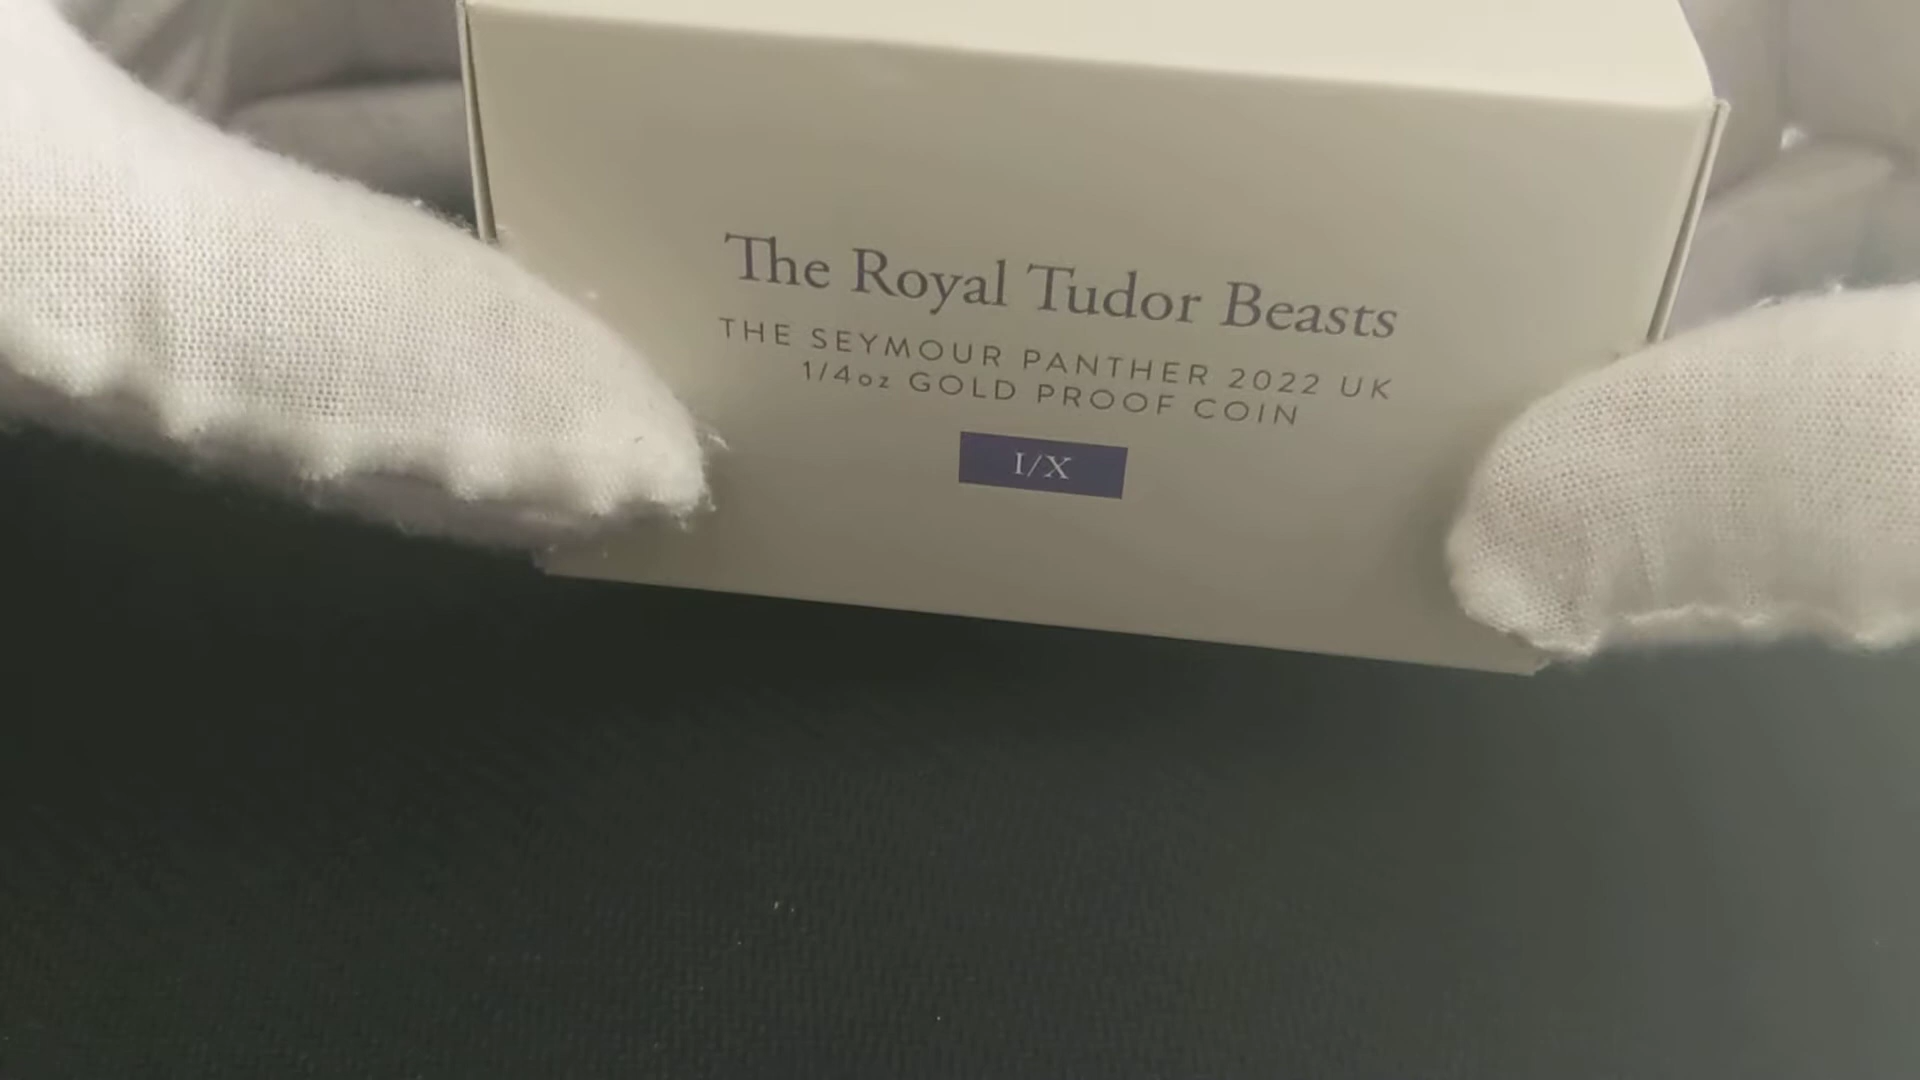 The Royal Tudor Beasts
THE SEYMOUR PANTHER 2022 UK
1/4oz GOLD PROOF COIN
I/X